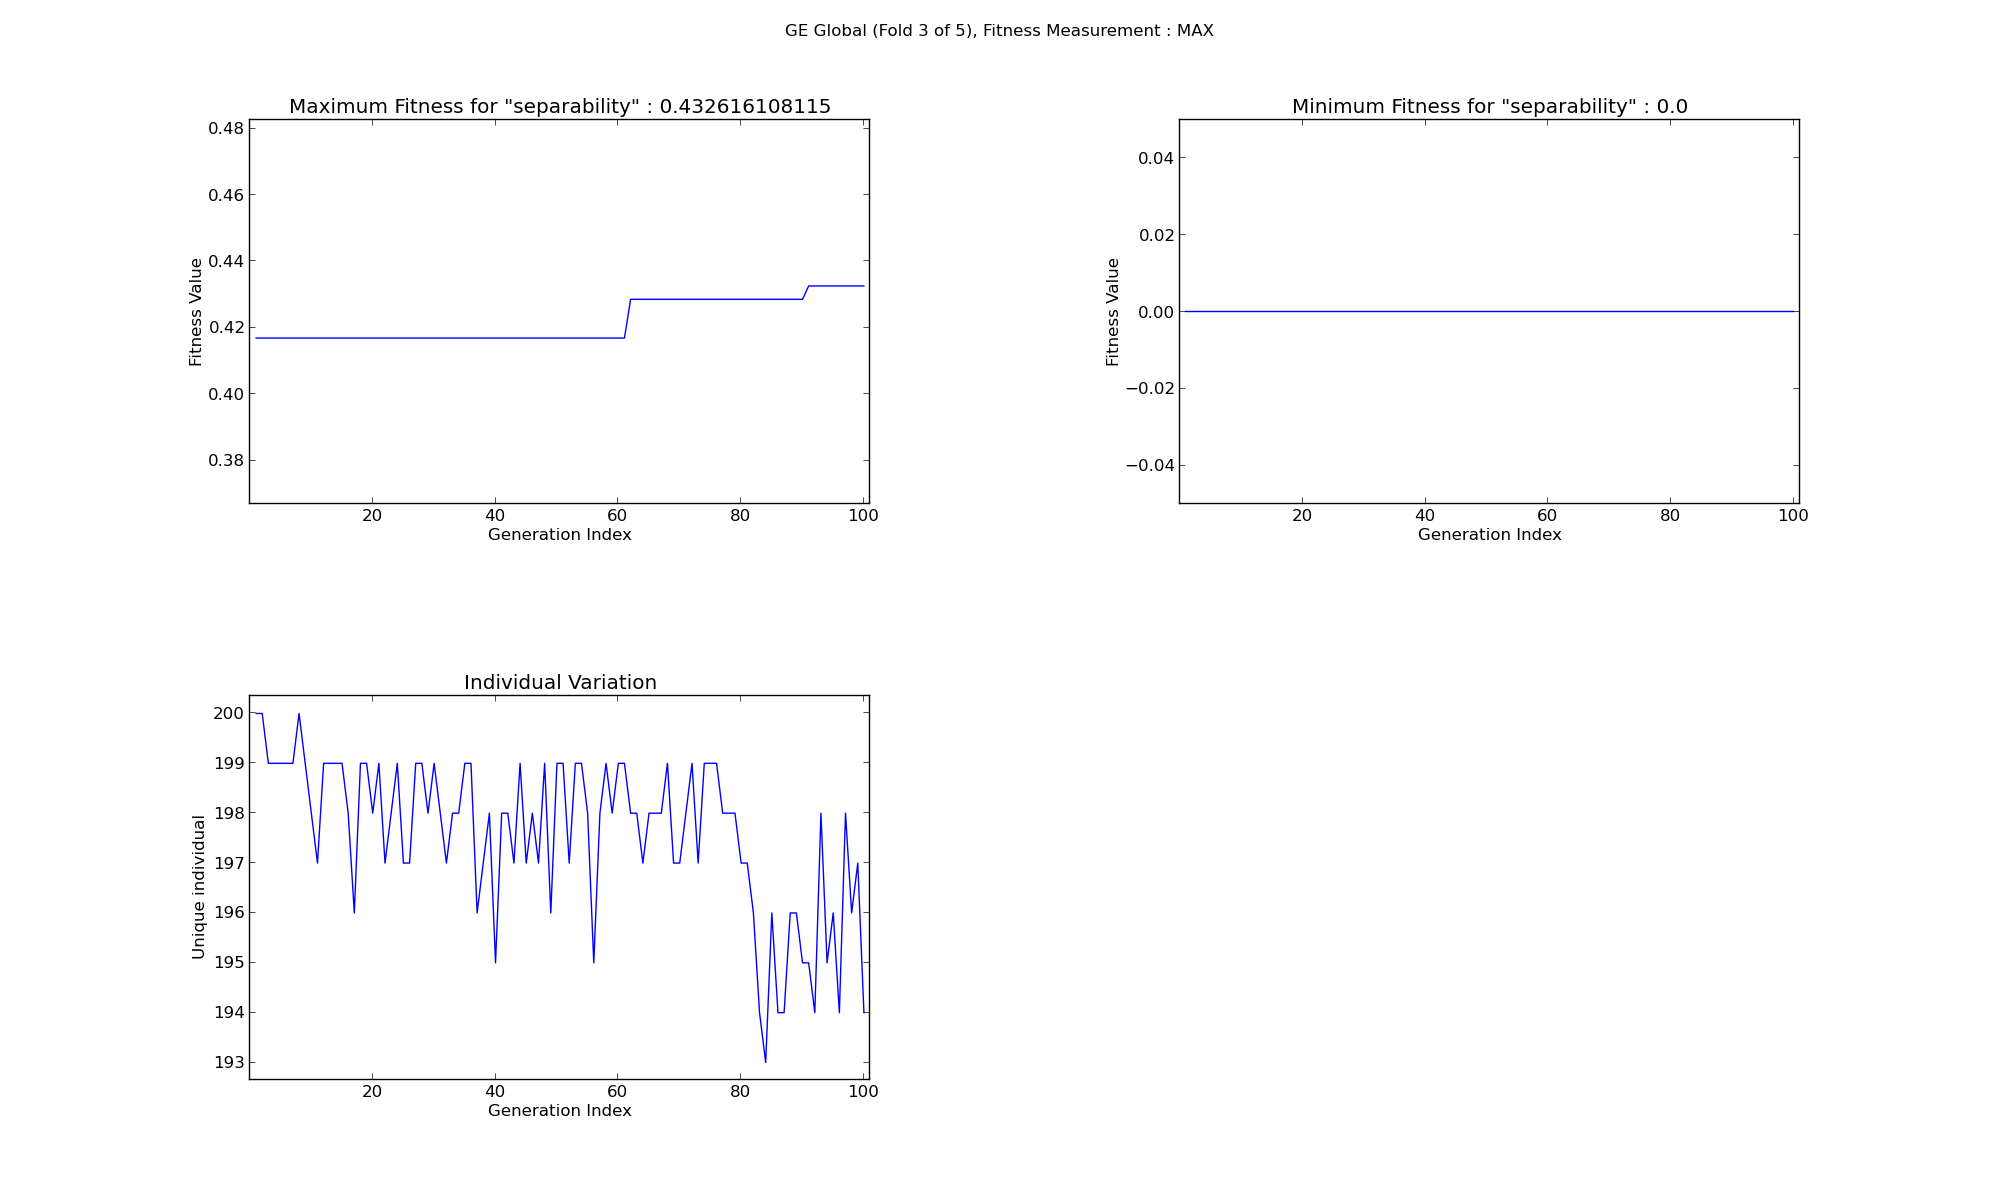 GE Global (Fold 3 of 5), Fitness Measurement : MAX
Maximum Fitness for "separability" : 0.432616108115
0.48
0.46
0.44
0.42
0.40
0.38
Fitness Value
20 40 60 80 100
Generation Index
Minimum Fitness for "separability" : 0.0
0.04
0.02
0.00
−0.02
−0.04
Fitness Value
20 40 60 80 100
Generation Index
Individual Variation
200
199
198
197
196
195
194
193
Unique individual
20 40 60 80 100
Generation Index